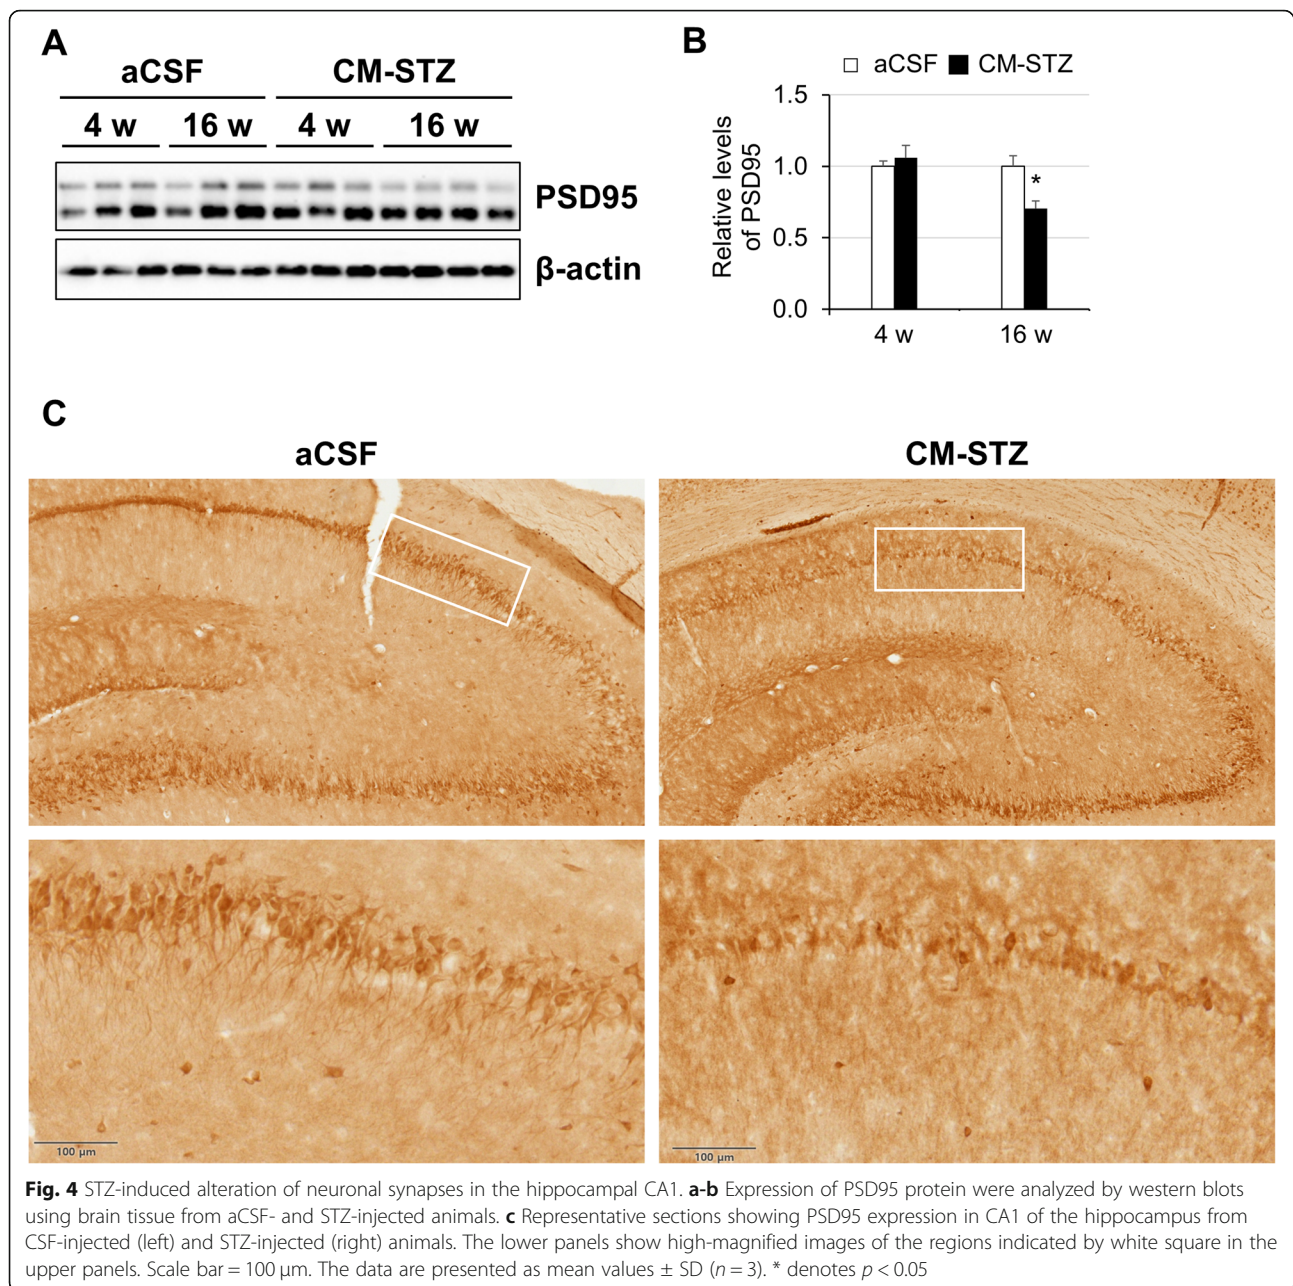 A
aCSF CM-STZ
4 w 16 w 4 w 16 w
PSD95
β-actin
B
aCSF CM-STZ
Relative levels
of PSD95
1.5
1.0
0.5
0.0
*
4 w 16 w
C
aCSF CM-STZ
100 µm 100 µm
Fig. 4 STZ-induced alteration of neuronal synapses in the hippocampal CA1. a-b Expression of PSD95 protein were analyzed by western blots
using brain tissue from aCSF- and STZ-injected animals. c Representative sections showing PSD95 expression in CA1 of the hippocampus from
CSF-injected (left) and STZ-injected (right) animals. The lower panels show high-magnified images of the regions indicated by white square in the
upper panels. Scale bar = 100 µm. The data are presented as mean values ± SD (n = 3). * denotes p < 0.05